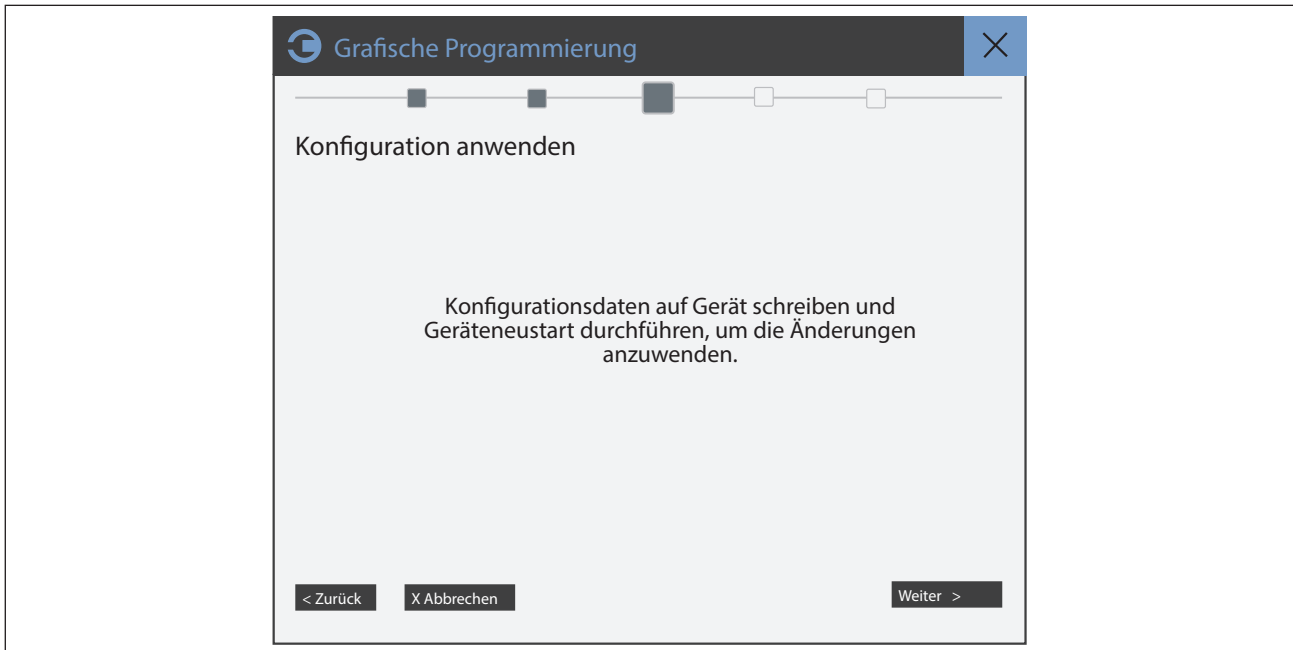 Grafische Programmierung
Konfiguration anwenden
Konfigurationsdaten auf Gerät schreiben und
Geräteneustart durchführen, um die Änderungen
anzuwenden.
< Zurück
X Abbrechen
Weiter >